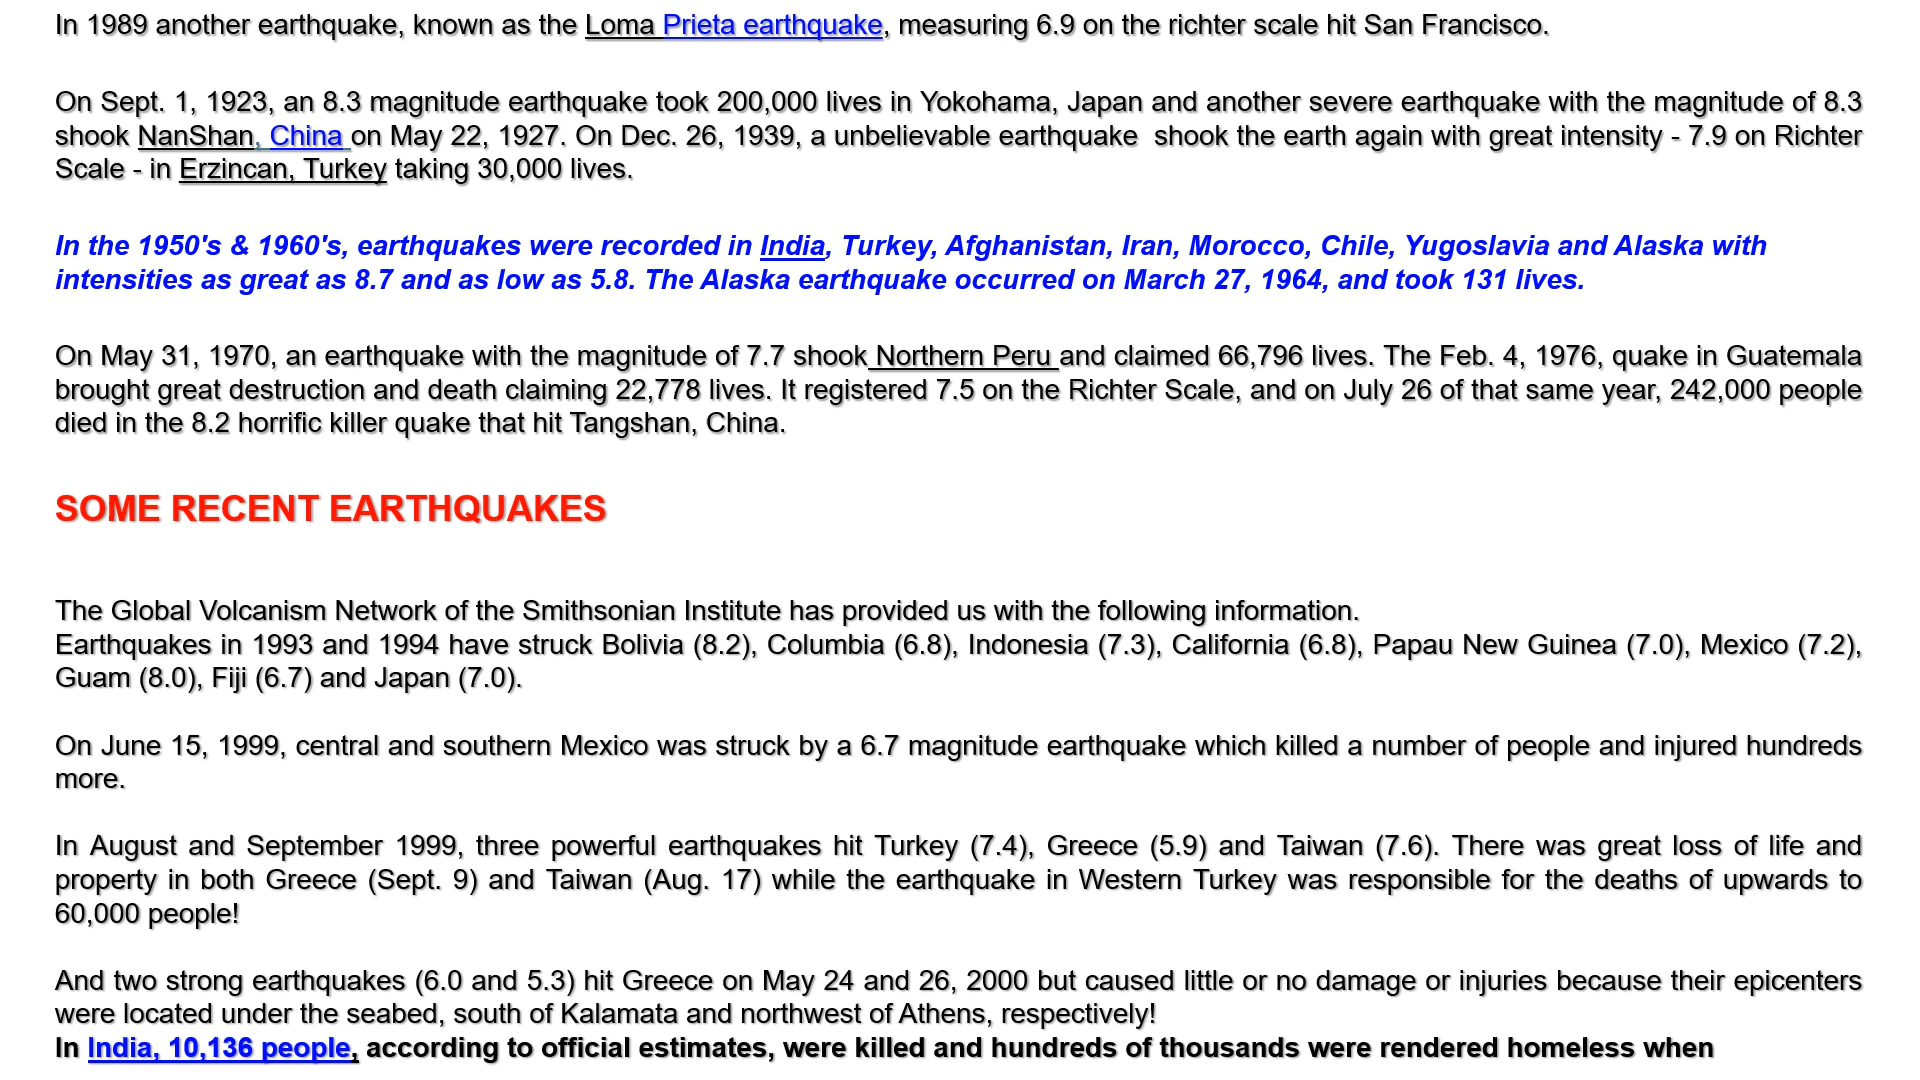 In 1989 another earthquake, known as the Loma Prieta earthquake, measuring 6.9 on the richter scale hit San Francisco.
On Sept. 1, 1923, an 8.3 magnitude earthquake took 200,000 lives in Yokohama, Japan and another severe earthquake with the magnitude of 8.3
shook NanShan, China on May 22, 1927. On Dec. 26, 1939, a unbelievable earthquake  shook the earth again with great intensity - 7.9 on Richter
Scale - in Erzincan, Turkey taking 30,000 lives.
In the 1950's & 1960's, earthquakes were recorded in India, Turkey, Afghanistan, Iran, Morocco, Chile, Yugoslavia and Alaska with
intensities as great as 8.7 and as low as 5.8. The Alaska earthquake occurred on March 27, 1964, and took 131 lives.
On May 31, 1970, an earthquake with the magnitude of 7.7 shook Northern Peru and claimed 66,796 lives. The Feb. 4, 1976, quake in Guatemala
brought great destruction and death claiming 22,778 lives. It registered 7.5 on the Richter Scale, and on July 26 of that same year, 242,000 people
died in the 8.2 horrific killer quake that hit Tangshan, China.
SOME RECENT EARTHQUAKES
The Global Volcanism Network of the Smithsonian Institute has provided us with the following information.
Earthquakes in 1993 and 1994 have struck Bolivia (8.2), Columbia (6.8), Indonesia (7.3), California (6.8), Papau New Guinea (7.0), Mexico (7.2),
Guam (8.0), Fiji (6.7) and Japan (7.0).
On June 15, 1999, central and southern Mexico was struck by a 6.7 magnitude earthquake which killed a number of people and injured hundreds
more.
In August and September 1999, three powerful earthquakes hit Turkey (7.4), Greece (5.9) and Taiwan (7.6). There was great loss of life and
property in both Greece (Sept. 9) and Taiwan (Aug. 17) while the earthquake in Western Turkey was responsible for the deaths of upwards to
60,000 people!
And two strong earthquakes (6.0 and 5.3) hit Greece on May 24 and 26, 2000 but caused little or no damage or injuries because their epicenters
were located under the seabed, south of Kalamata and northwest of Athens, respectively!
In India, 10,136 people, according to official estimates, were killed and hundreds of thousands were rendered homeless when